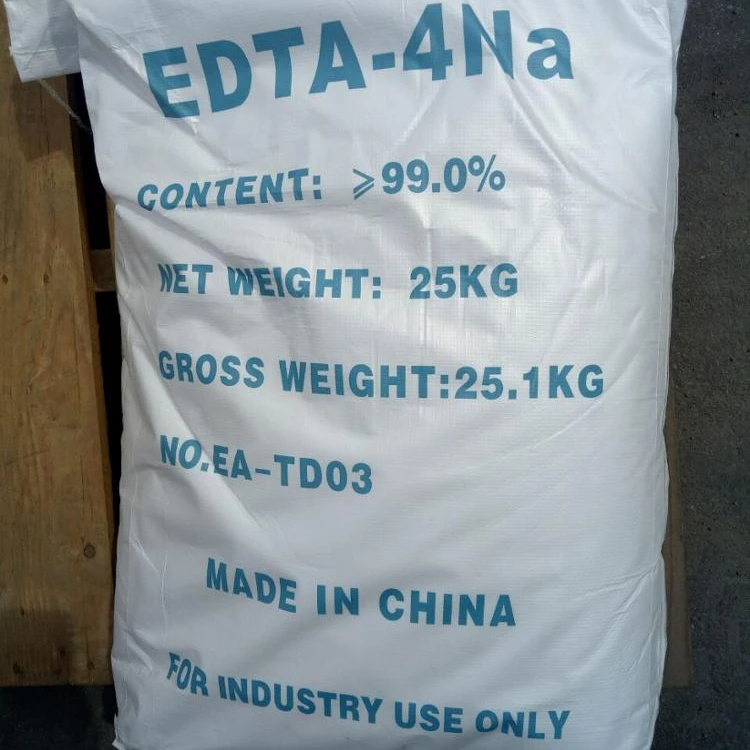 EDTA-4Na
CONTENT: ⩾99.0%
NET WEIGHT: 25KG
GROSS WEIGHT:25.1KG
NO.EA-TD03
MADE IN CHINA
FOR INDUSTRY USE ONLY